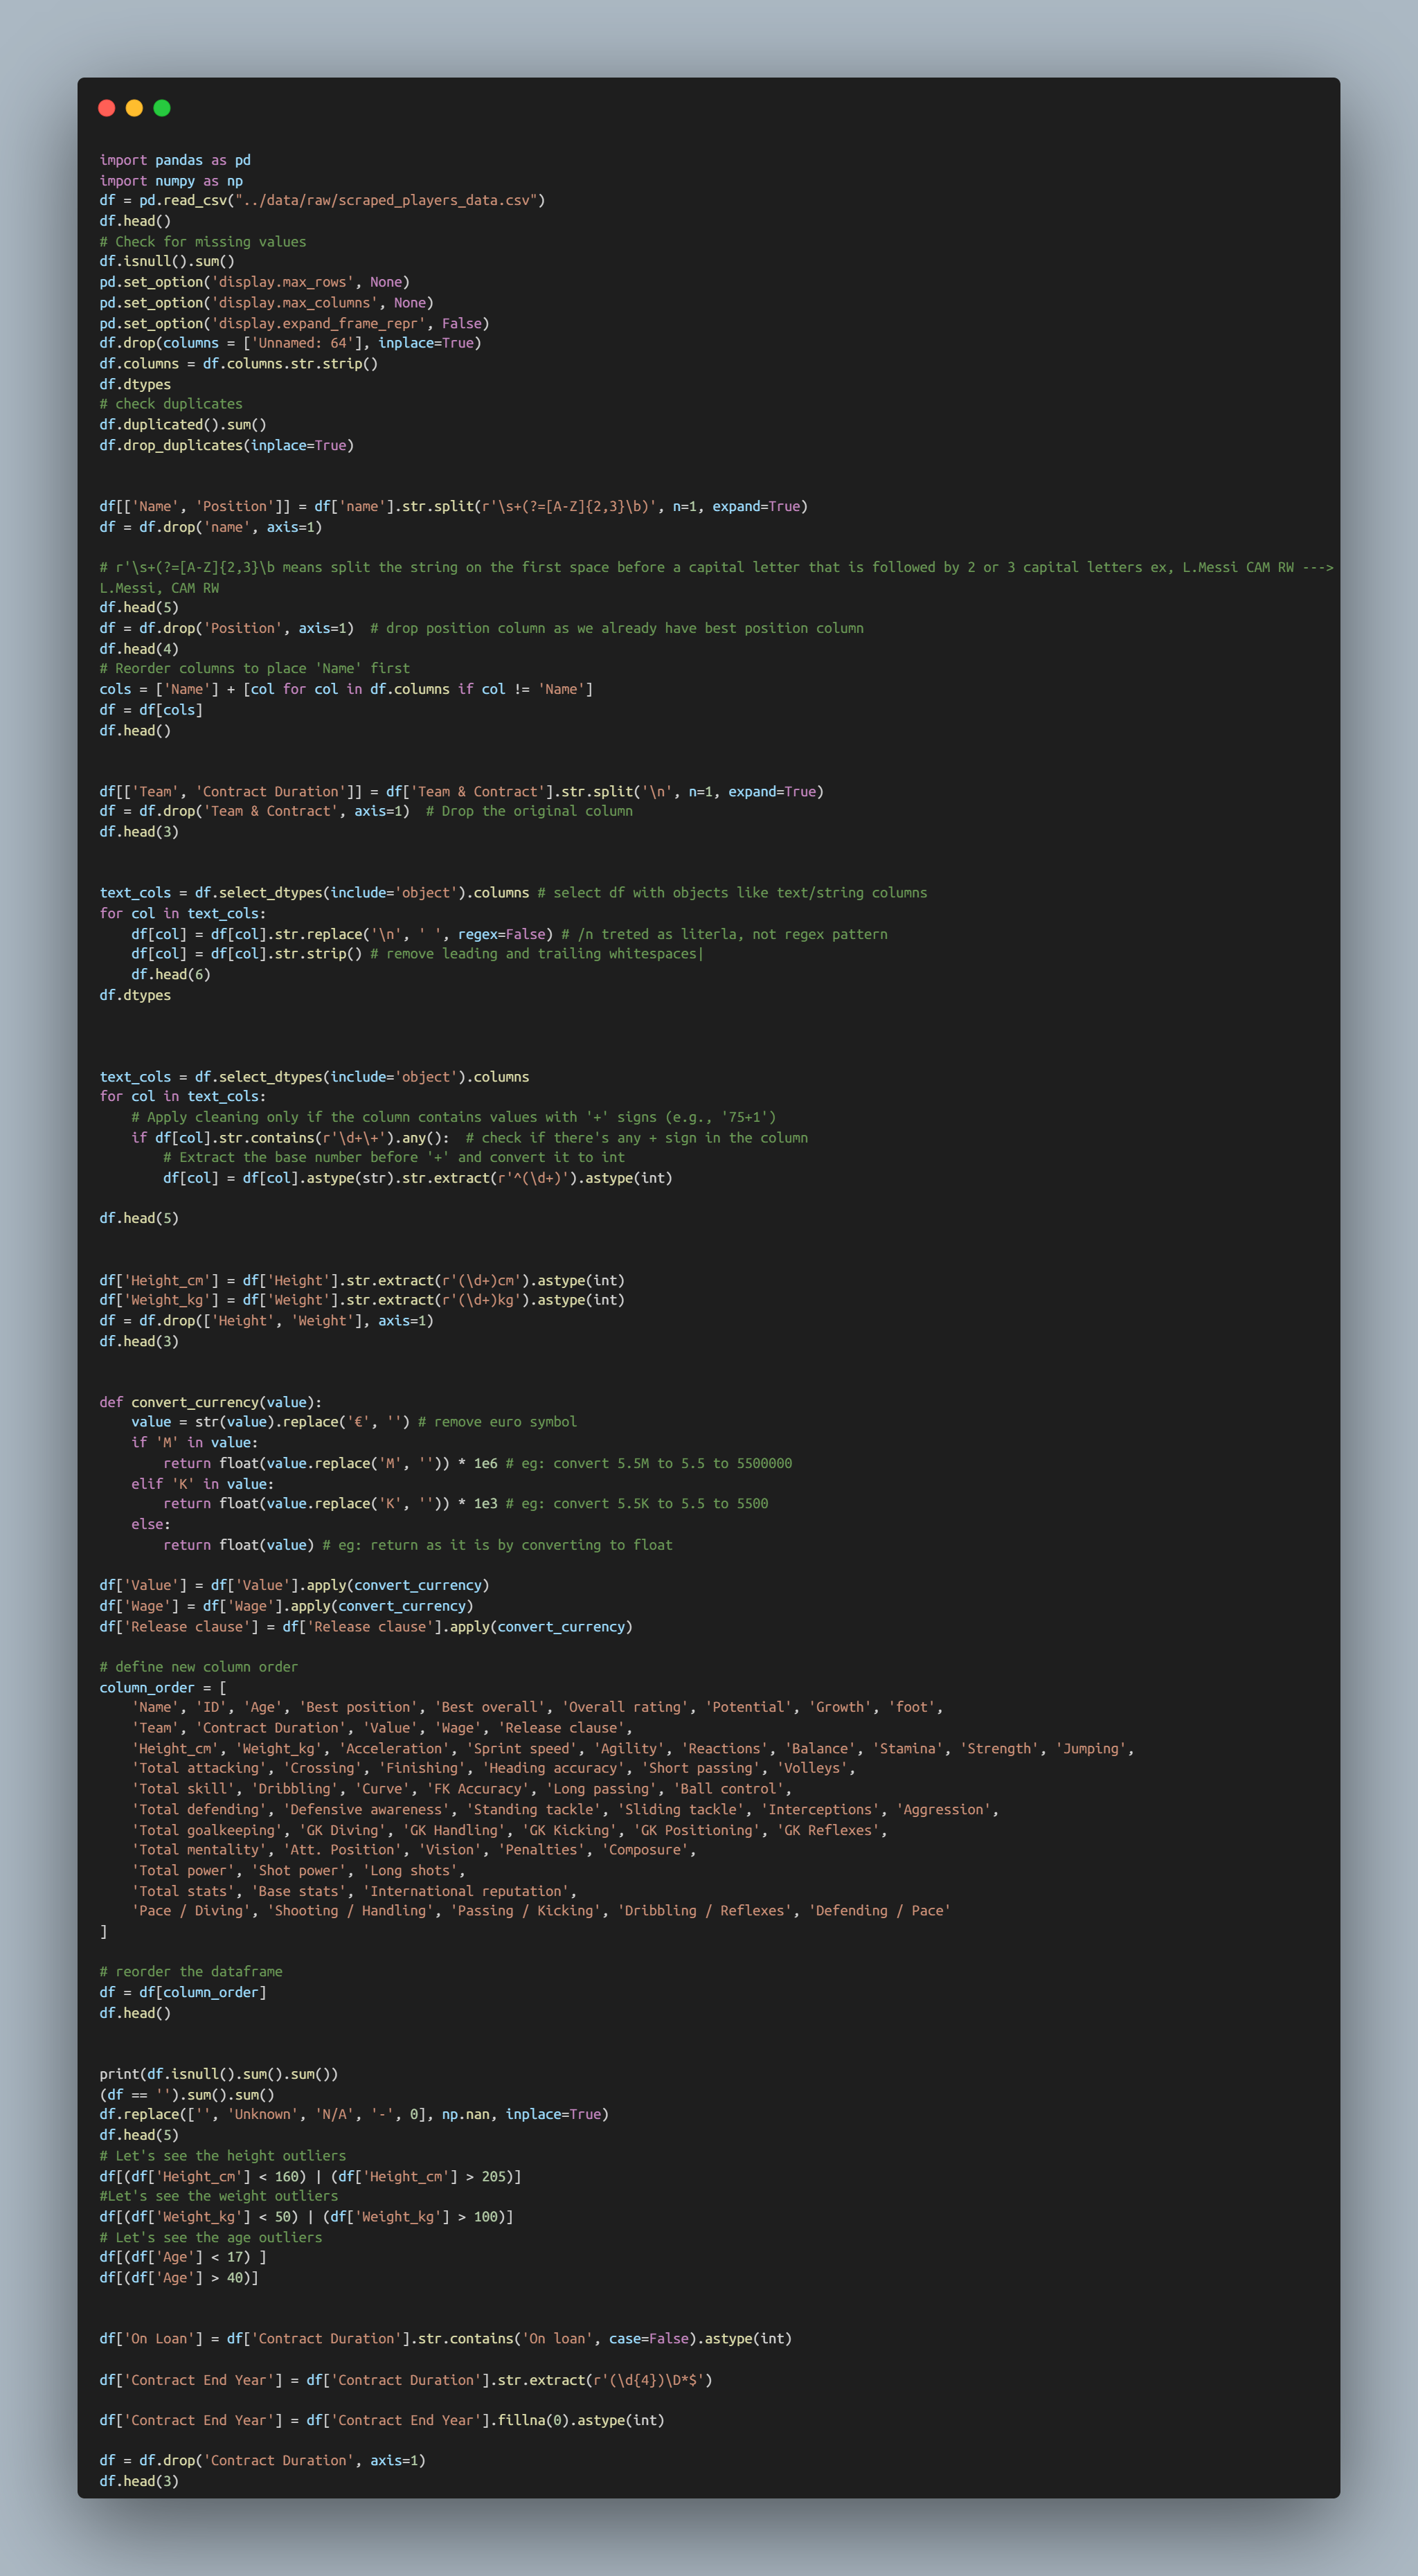 import pandas as pd
import numpy as np
df = pd.read_csv("../data/raw/scraped_players_data.csv")
df.head()
# Check for missing values
df.isnull().sum()
pd.set_option('display.max_rows', None)
pd.set_option('display.max_columns', None)
pd.set_option('display.expand_frame_repr', False)
df.drop(columns = ['Unnamed: 64'], inplace=True)
df.columns = df.columns.str.strip()
df.dtypes
# check duplicates
df.duplicated().sum()
df.drop_duplicates(inplace=True)
df[['Name', 'Position']] = df['name'].str.split(r'\s+(?=[A-Z]{2,3}\b)', n=1, expand=True)
df = df.drop('name', axis=1)
# r'\s+(?=[A-Z]{2,3}\b means split the string on the first space before a capital letter that is followed by 2 or 3 capital letters ex, L.Messi CAM RW --->
L.Messi, CAM RW
df.head(5)
df = df.drop('Position', axis=1)  # drop position column as we already have best position column
df.head(4)
# Reorder columns to place 'Name' first
cols = ['Name'] + [col for col in df.columns if col != 'Name']
df = df[cols]
df.head()
df[['Team', 'Contract Duration']] = df['Team & Contract'].str.split('\n', n=1, expand=True)
df = df.drop('Team & Contract', axis=1)  # Drop the original column
df.head(3)
text_cols = df.select_dtypes(include='object').columns # select df with objects like text/string columns
for col in text_cols:
    df[col] = df[col].str.replace('\n', ' ', regex=False) # /n treted as literla, not regex pattern
    df[col] = df[col].str.strip() # remove leading and trailing whitespaces|
    df.head(6)
df.dtypes
text_cols = df.select_dtypes(include='object').columns
for col in text_cols:
    # Apply cleaning only if the column contains values with '+' signs (e.g., '75+1')
    if df[col].str.contains(r'\d+\+').any():  # check if there's any + sign in the column
        # Extract the base number before '+' and convert it to int
        df[col] = df[col].astype(str).str.extract(r'^(\d+)').astype(int)
df.head(5)
df['Height_cm'] = df['Height'].str.extract(r'(\d+)cm').astype(int)
df['Weight_kg'] = df['Weight'].str.extract(r'(\d+)kg').astype(int)
df = df.drop(['Height', 'Weight'], axis=1)
df.head(3)
def convert_currency(value):
    value = str(value).replace('€', '') # remove euro symbol
    if 'M' in value:
        return float(value.replace('M', '')) * 1e6 # eg: convert 5.5M to 5.5 to 5500000
    elif 'K' in value:
        return float(value.replace('K', '')) * 1e3 # eg: convert 5.5K to 5.5 to 5500
    else:
        return float(value) # eg: return as it is by converting to float
df['Value'] = df['Value'].apply(convert_currency)
df['Wage'] = df['Wage'].apply(convert_currency)
df['Release clause'] = df['Release clause'].apply(convert_currency)
# define new column order
column_order = [
    'Name', 'ID', 'Age', 'Best position', 'Best overall', 'Overall rating', 'Potential', 'Growth', 'foot',
    'Team', 'Contract Duration', 'Value', 'Wage', 'Release clause',
    'Height_cm', 'Weight_kg', 'Acceleration', 'Sprint speed', 'Agility', 'Reactions', 'Balance', 'Stamina', 'Strength', 'Jumping',
    'Total attacking', 'Crossing', 'Finishing', 'Heading accuracy', 'Short passing', 'Volleys',
    'Total skill', 'Dribbling', 'Curve', 'FK Accuracy', 'Long passing', 'Ball control',
    'Total defending', 'Defensive awareness', 'Standing tackle', 'Sliding tackle', 'Interceptions', 'Aggression',
    'Total goalkeeping', 'GK Diving', 'GK Handling', 'GK Kicking', 'GK Positioning', 'GK Reflexes',
    'Total mentality', 'Att. Position', 'Vision', 'Penalties', 'Composure',
    'Total power', 'Shot power', 'Long shots',
    'Total stats', 'Base stats', 'International reputation',
    'Pace / Diving', 'Shooting / Handling', 'Passing / Kicking', 'Dribbling / Reflexes', 'Defending / Pace'
]
# reorder the dataframe
df = df[column_order]
df.head()
print(df.isnull().sum().sum())
(df == '').sum().sum()
df.replace(['', 'Unknown', 'N/A', '-', 0], np.nan, inplace=True)
df.head(5)
# Let's see the height outliers
df[(df['Height_cm'] < 160) | (df['Height_cm'] > 205)]
#Let's see the weight outliers
df[(df['Weight_kg'] < 50) | (df['Weight_kg'] > 100)]
# Let's see the age outliers
df[(df['Age'] < 17) ]
df[(df['Age'] > 40)]
df['On Loan'] = df['Contract Duration'].str.contains('On loan', case=False).astype(int)
df['Contract End Year'] = df['Contract Duration'].str.extract(r'(\d{4})\D*$')
df['Contract End Year'] = df['Contract End Year'].fillna(0).astype(int)
df = df.drop('Contract Duration', axis=1)
df.head(3)